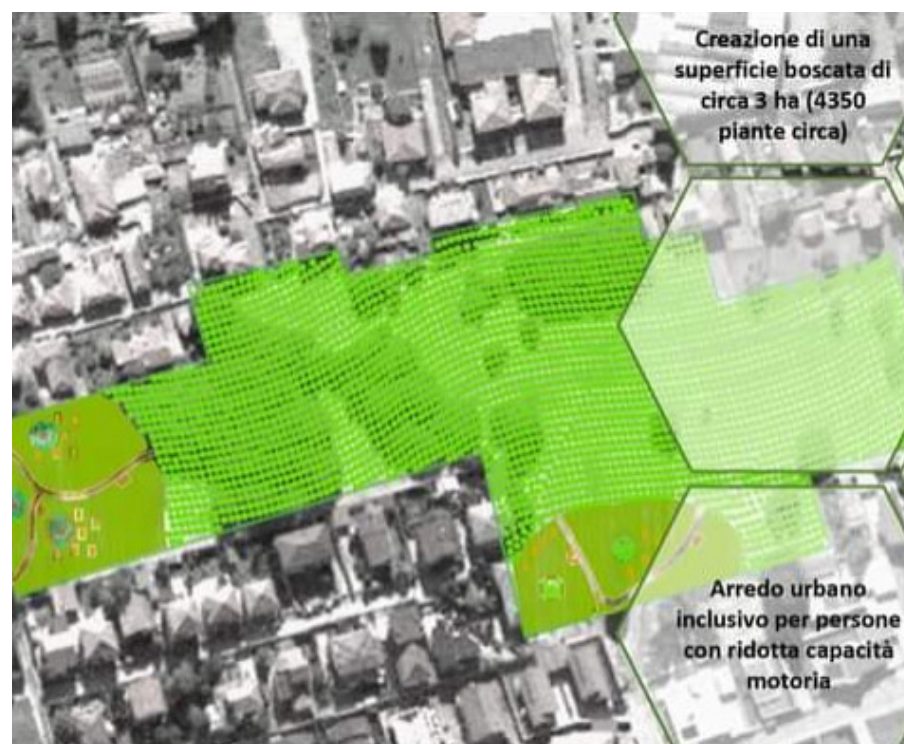 Creazione di una
superficie boscata di
circa 3 ha (4350
piante circa)
Arredo urbano
inclusivo per persone
con ridotta capacità
motoria